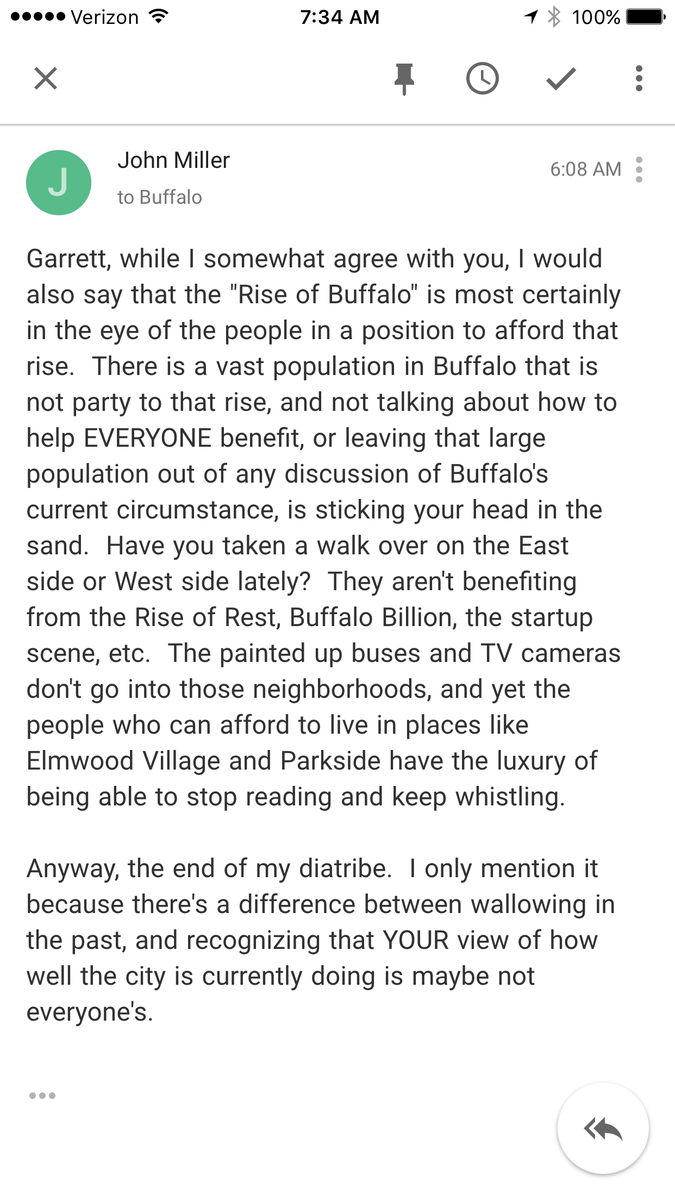 Verizon 7:34 AM 100%
J John Miller 6:08 AM
to Buffalo
Garrett, while I somewhat agree with you, I would
also say that the "Rise of Buffalo" is most certainly
in the eye of the people in a position to afford that
rise.  There is a vast population in Buffalo that is
not party to that rise, and not talking about how to
help EVERYONE benefit, or leaving that large
population out of any discussion of Buffalo's
current circumstance, is sticking your head in the
sand.  Have you taken a walk over on the East
side or West side lately?  They aren't benefiting
from the Rise of Rest, Buffalo Billion, the startup
scene, etc.  The painted up buses and TV cameras
don't go into those neighborhoods, and yet the
people who can afford to live in places like
Elmwood Village and Parkside have the luxury of
being able to stop reading and keep whistling.
Anyway, the end of my diatribe.  I only mention it
because there's a difference between wallowing in
the past, and recognizing that YOUR view of how
well the city is currently doing is maybe not
everyone's.